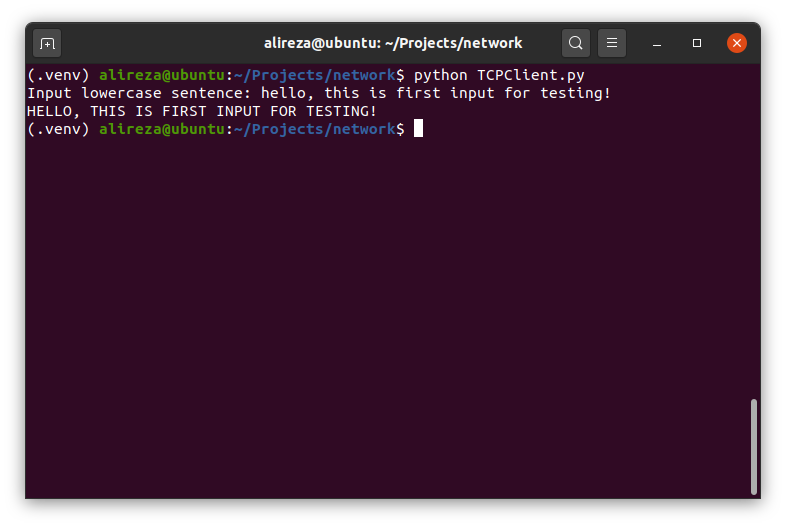 alireza@ubuntu: ~/Projects/network
(.venv) alireza@ubuntu:~/Projects/network$ python TCPClient.py
Input lowercase sentence: hello, this is first input for testing!
HELLO, THIS IS FIRST INPUT FOR TESTING!
(.venv) alireza@ubuntu:~/Projects/network$